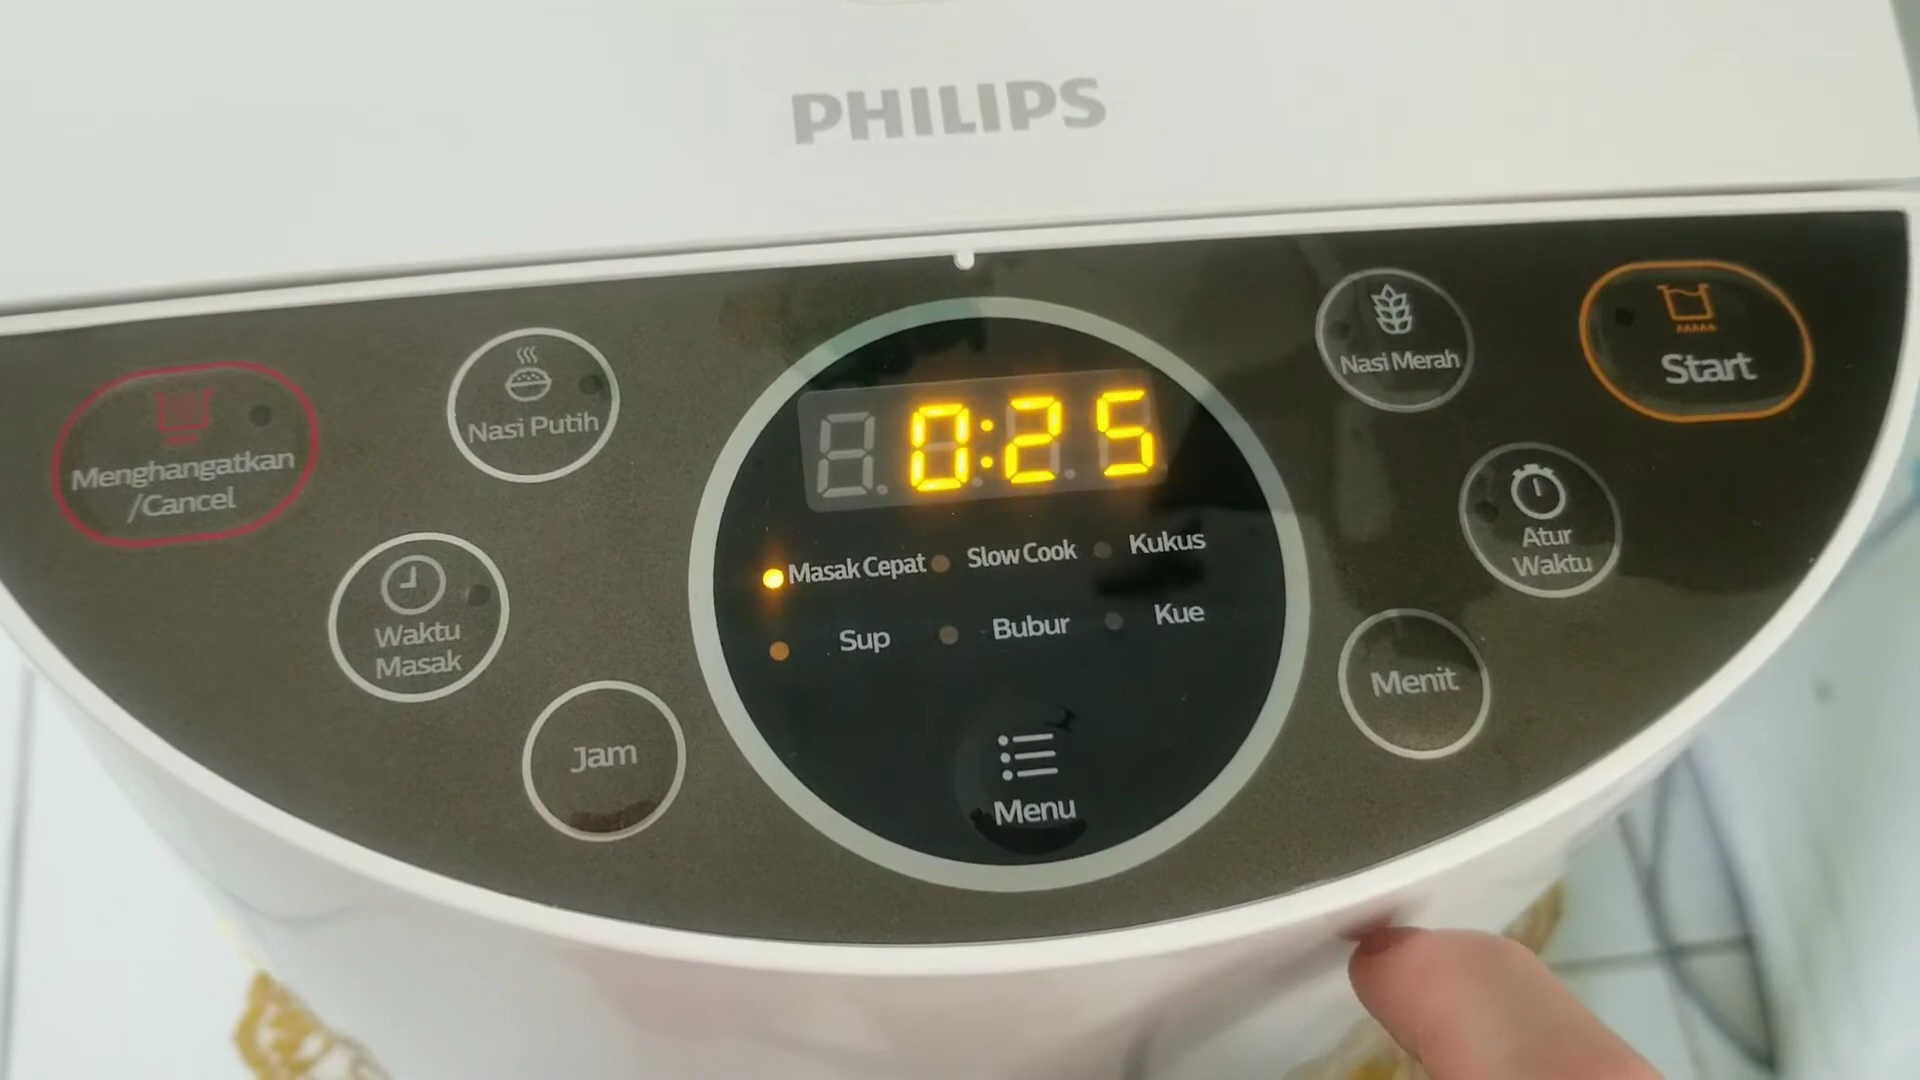 PHILIPS
Menghangatkan
/Cancel
Nasi Putih
Waktu
Masak
Jam
0:25
Masak Cepat
Slow Cook
Kukus
Sup
Bubur
Kue
Menu
Nasi Merah
Start
Atur
Waktu
Menit